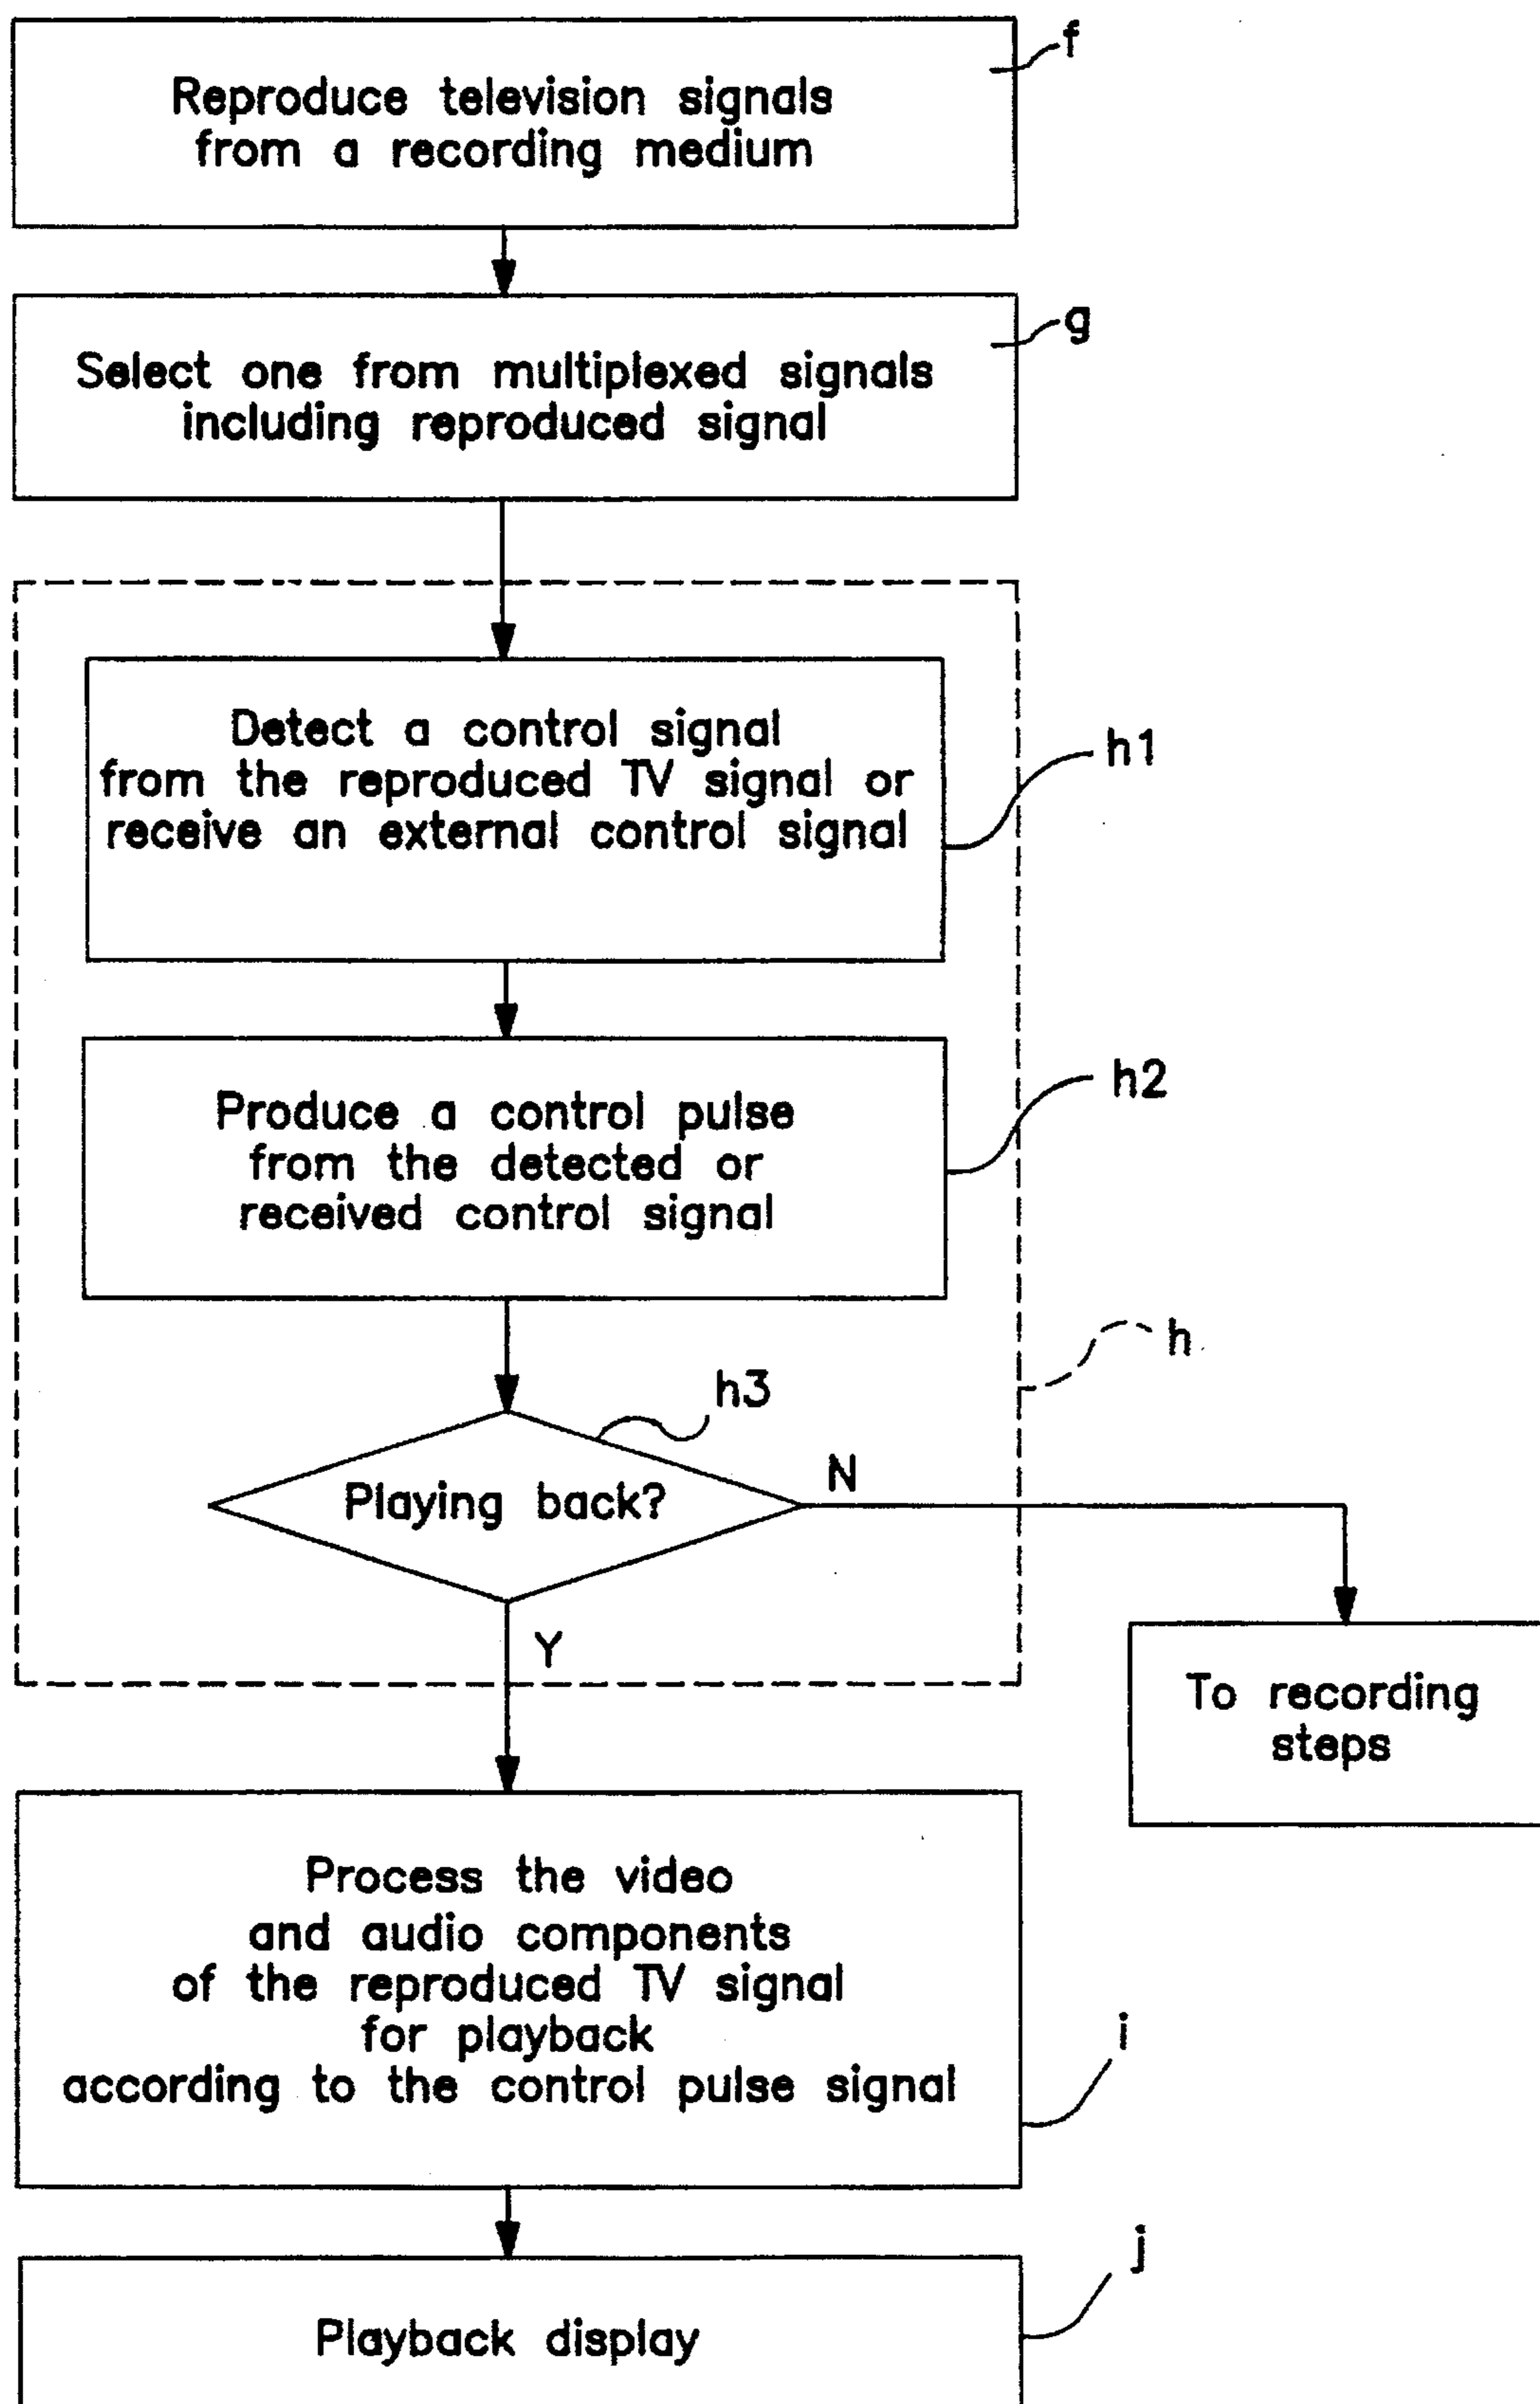 Reproduce television signals
from a recording medium
f
Select one from multiplexed signals
including reproduced signal
g
Detect a control signal
from the reproduced TV signal or
receive an external control signal
h1
Produce a control pulse
from the detected or
received control signal
h2
h
h3
Playing back?
N
Y
To recording
steps
Process the video
and audio components
of the reproduced TV signal
for playback
according to the control pulse signal
i
Playback display
j